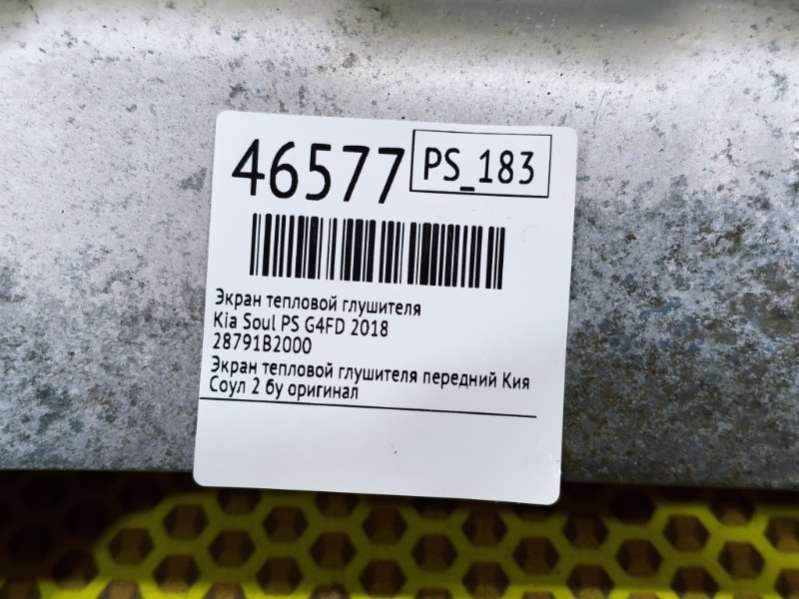 46577 PS_183
Экран тепловой глушителя
Kia Soul PS G4FD 2018
28791B2000
Экран тепловой глушителя передний Кия
Соул 2 бу оригинал